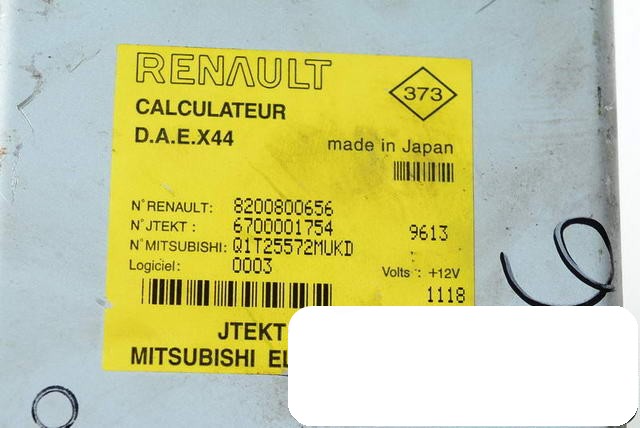 RENAULT
373
CALCULATEUR
D.A.E.X44
made in Japan
N° RENAULT: 8200800656
N° JTEKT : 6700001754
9613
N° MITSUBISHI: Q1T25572MUKD
Logiciel: 0003
Volts : +12V
1118
JTEKT
MITSUBISHI